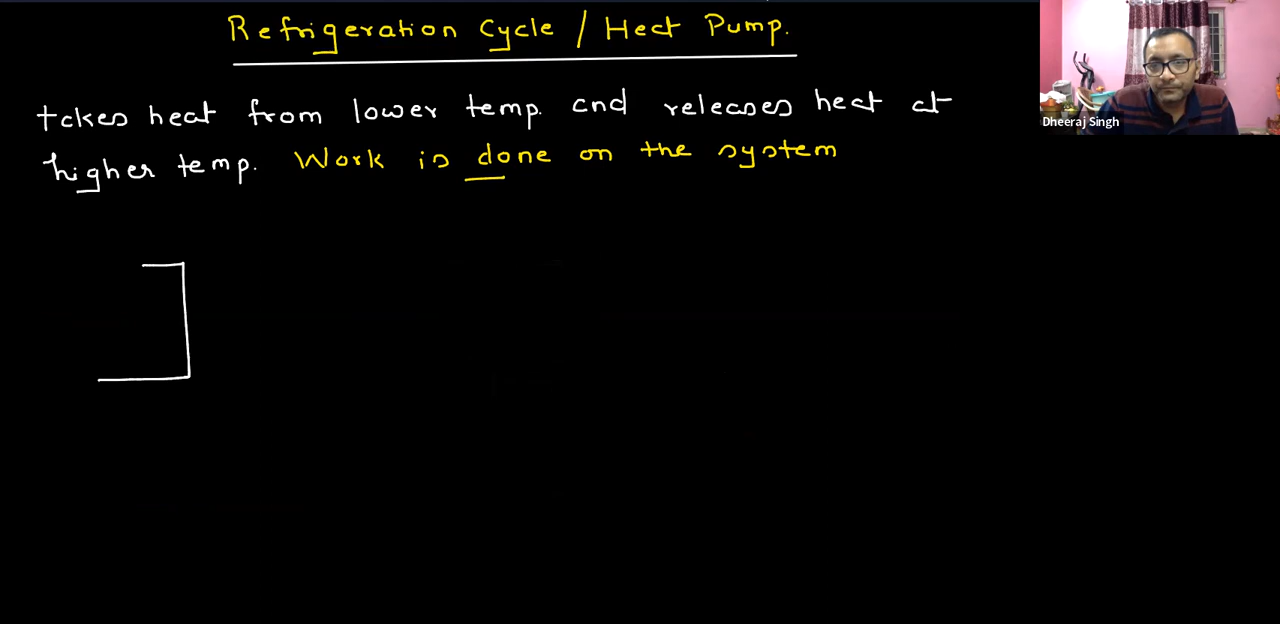 Refrigeration Cycle / Heat Pump.
takes heat from lower temp. and releases heat at
higher temp. Work is done on the system
Dheeraj Singh